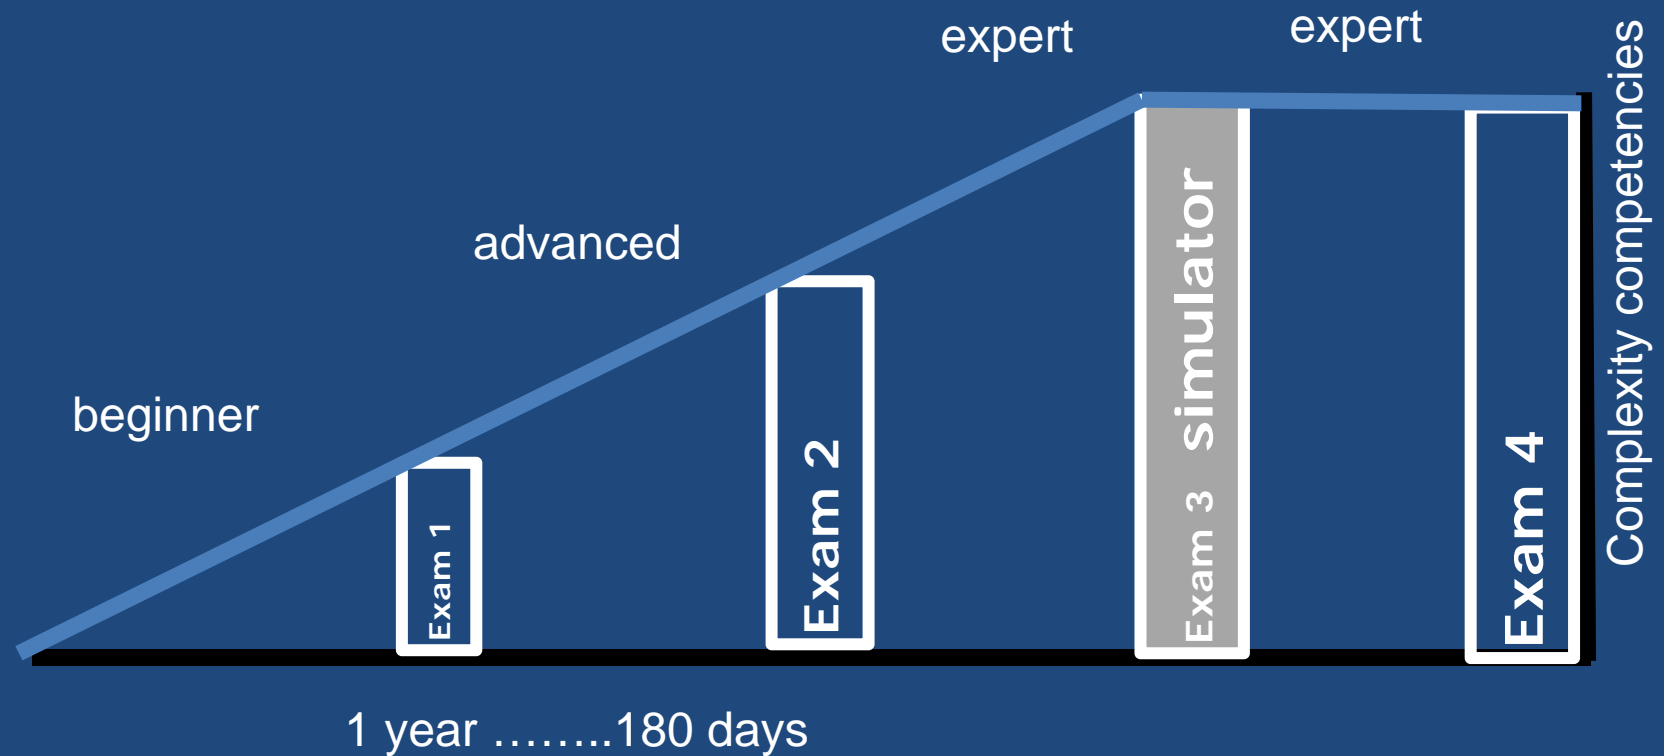 expert
expert
advanced
beginner
Exam 1
Exam 2
Exam 3 simulator
Exam 4
Complexity competencies
1 year ……..180 days